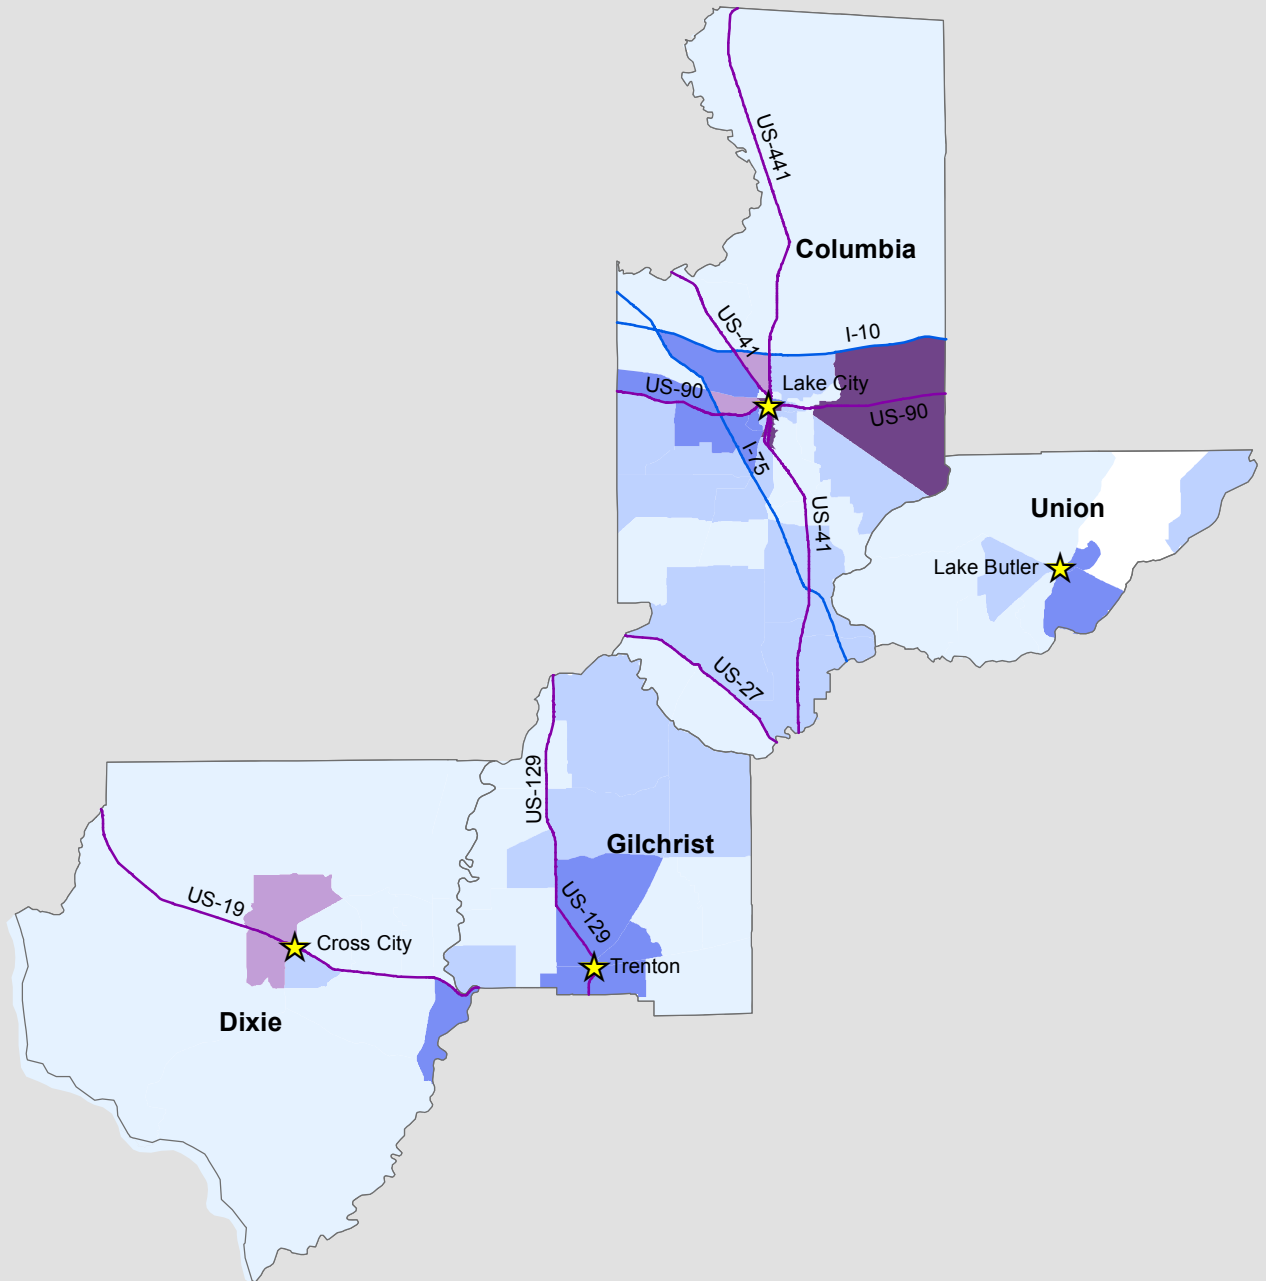 US-441
Columbia
US-41
I-10
Lake City
US-90
US-90
I-75
US-41
Union
Lake Butler
US-27
US-129
Gilchrist
US-129
US-19
Cross City
Trenton
Dixie